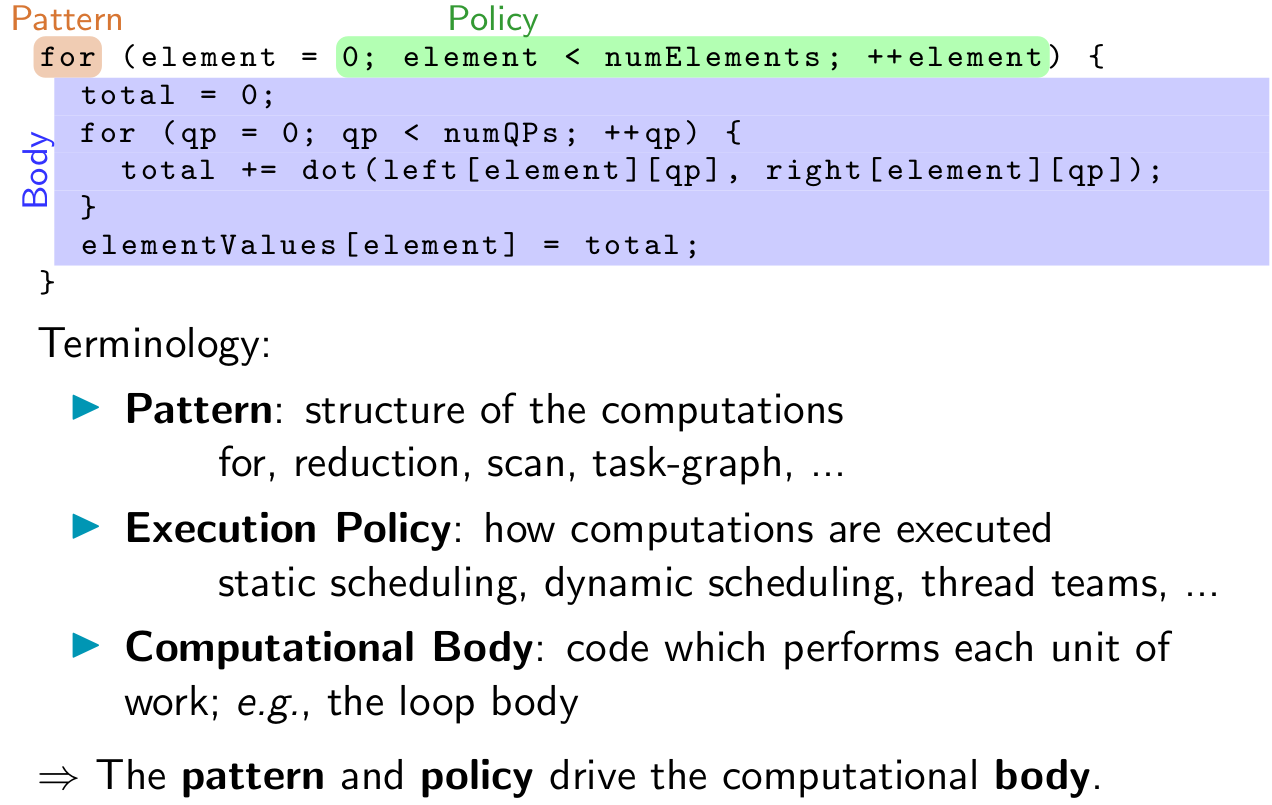 Pattern Policy
for (element = 0; element < numElements; ++element) {
total = 0;
for (qp = 0; qp < numQPs; ++qp) {
total += dot(left[element][qp], right[element][qp]);
}
elementValues[element] = total;
}
Body
Terminology:
Pattern: structure of the computations
for, reduction, scan, task-graph, ...
Execution Policy: how computations are executed
static scheduling, dynamic scheduling, thread teams, ...
Computational Body: code which performs each unit of
work; e.g., the loop body
⇒ The pattern and policy drive the computational body.